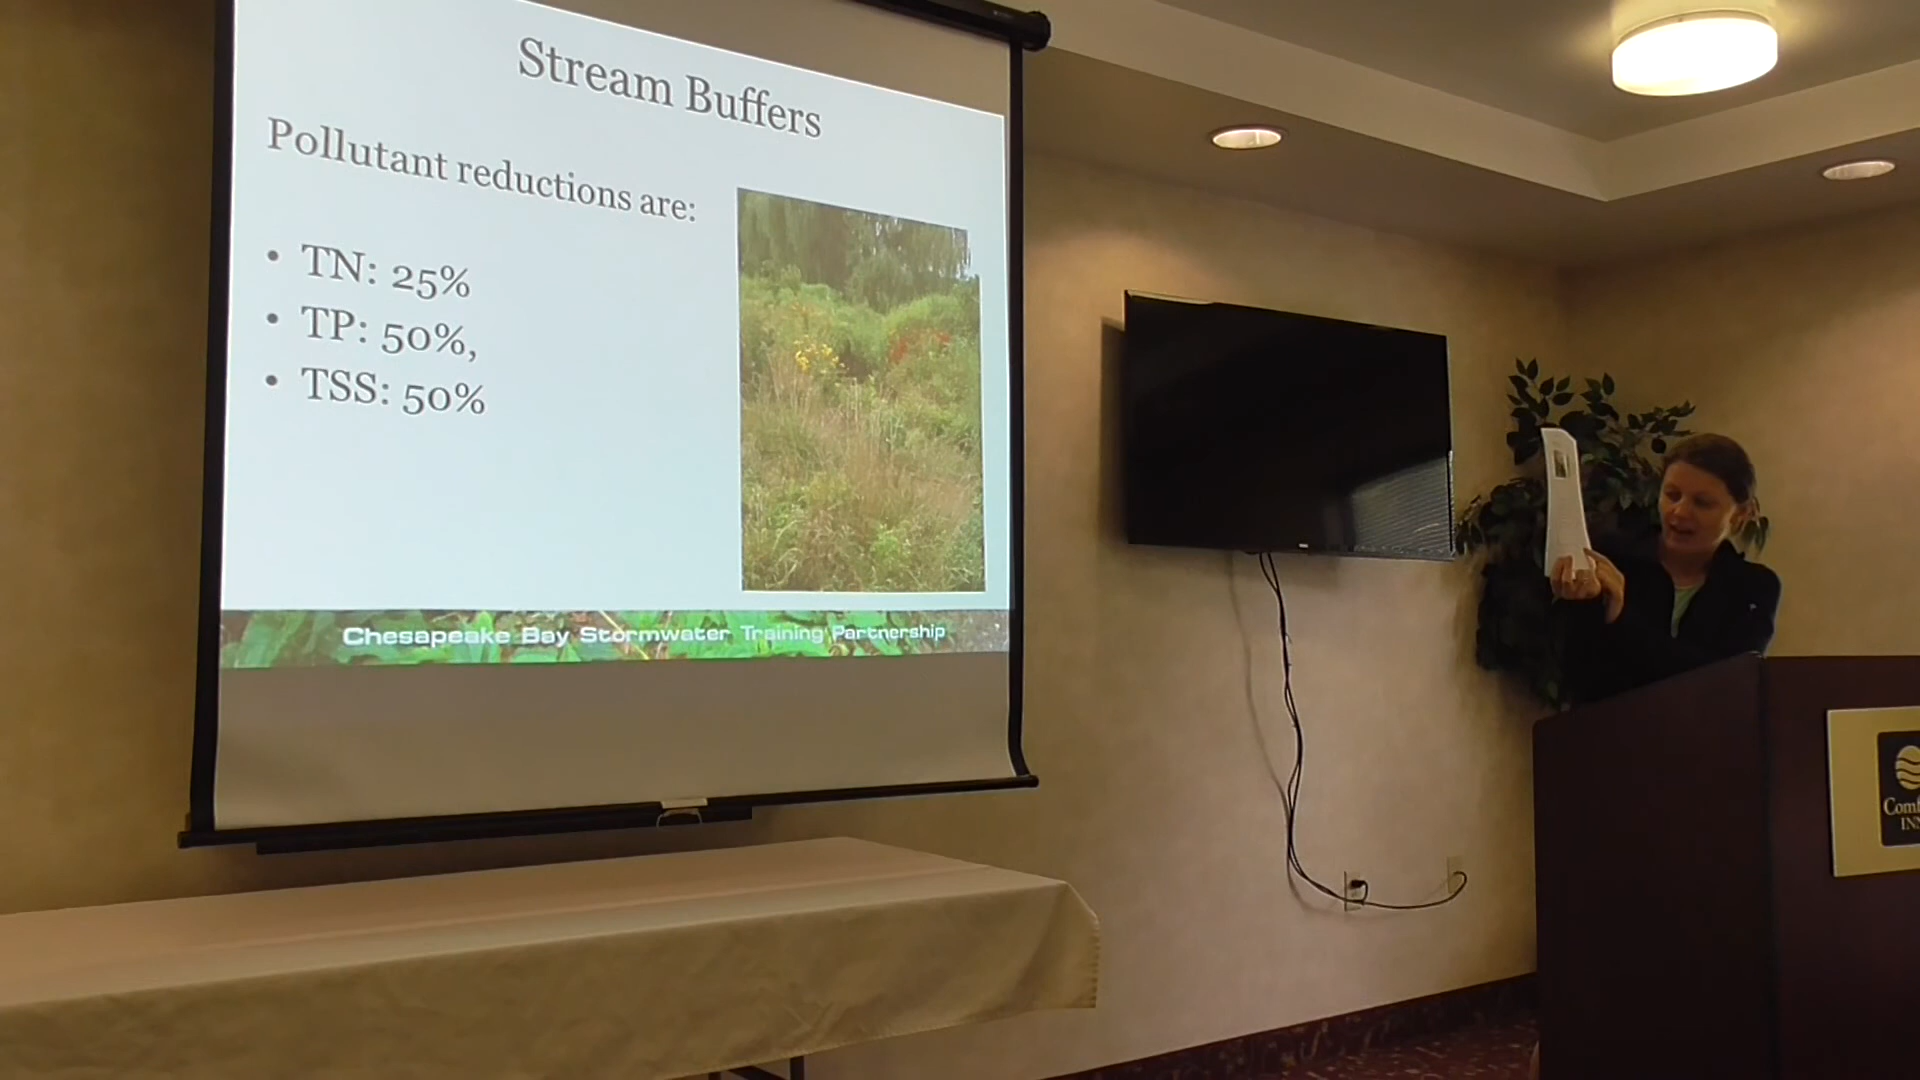 Stream Buffers
Pollutant reductions are:
• TN: 25%
• TP: 50%,
• TSS: 50%
Chesapeake Bay Stormwater Training Partnership